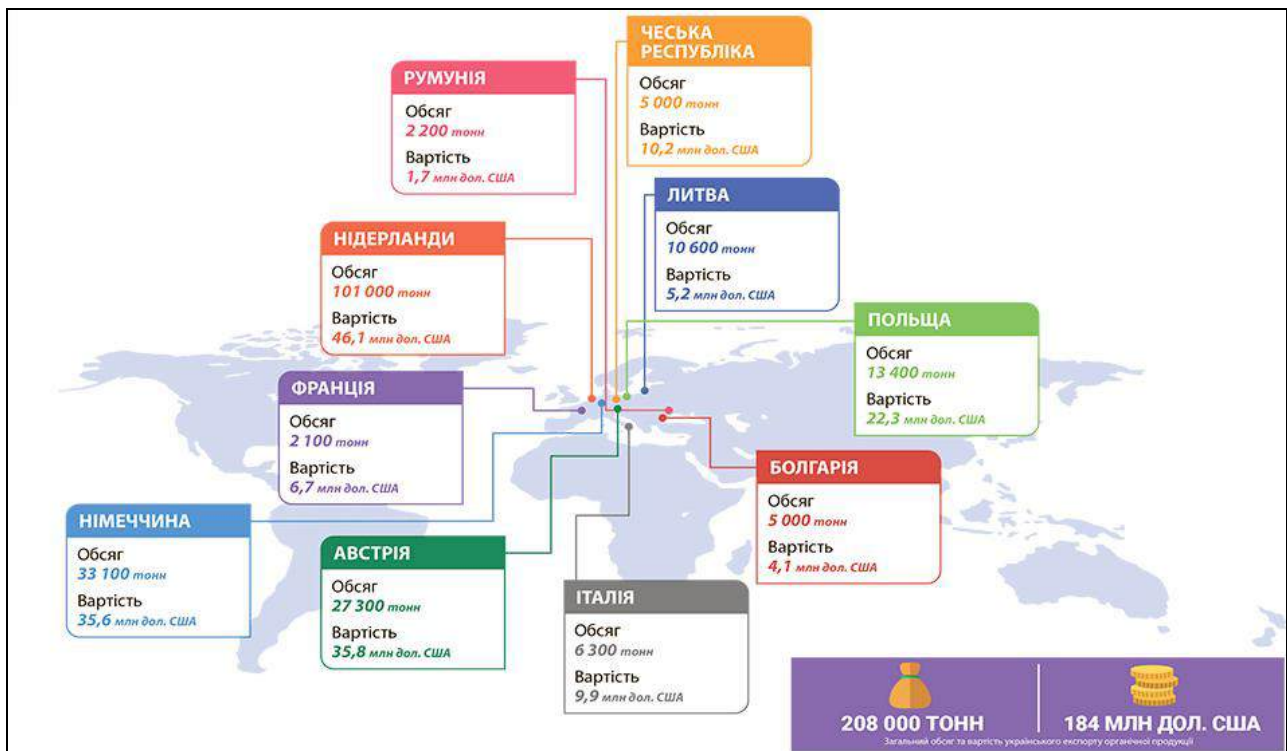 ЧЕСЬКА
РЕСПУБЛІКА
Обсяг
5 000 тонн
Вартість
10,2 млн дол. США
РУМУНІЯ
Обсяг
2 200 тонн
Вартість
1,7 млн дол. США
ЛИТВА
Обсяг
10 600 тонн
Вартість
5,2 млн дол. США
НІДЕРЛАНДИ
Обсяг
101 000 тонн
Вартість
46,1 млн дол. США
ПОЛЬЩА
Обсяг
13 400 тонн
Вартість
22,3 млн дол. США
ФРАНЦІЯ
Обсяг
2 100 тонн
Вартість
6,7 млн дол. США
БОЛГАРІЯ
Обсяг
5 000 тонн
Вартість
4,1 млн дол. США
НІМЕЧЧИНА
Обсяг
33 100 тонн
Вартість
35,6 млн дол. США
АВСТРІЯ
Обсяг
27 300 тонн
Вартість
35,8 млн дол. США
ІТАЛІЯ
Обсяг
6 300 тонн
Вартість
9,9 млн дол. США
208 000 ТОНН
184 МЛН ДОЛ. США
Загальний обсяг та вартість українського експорту органічної продукції